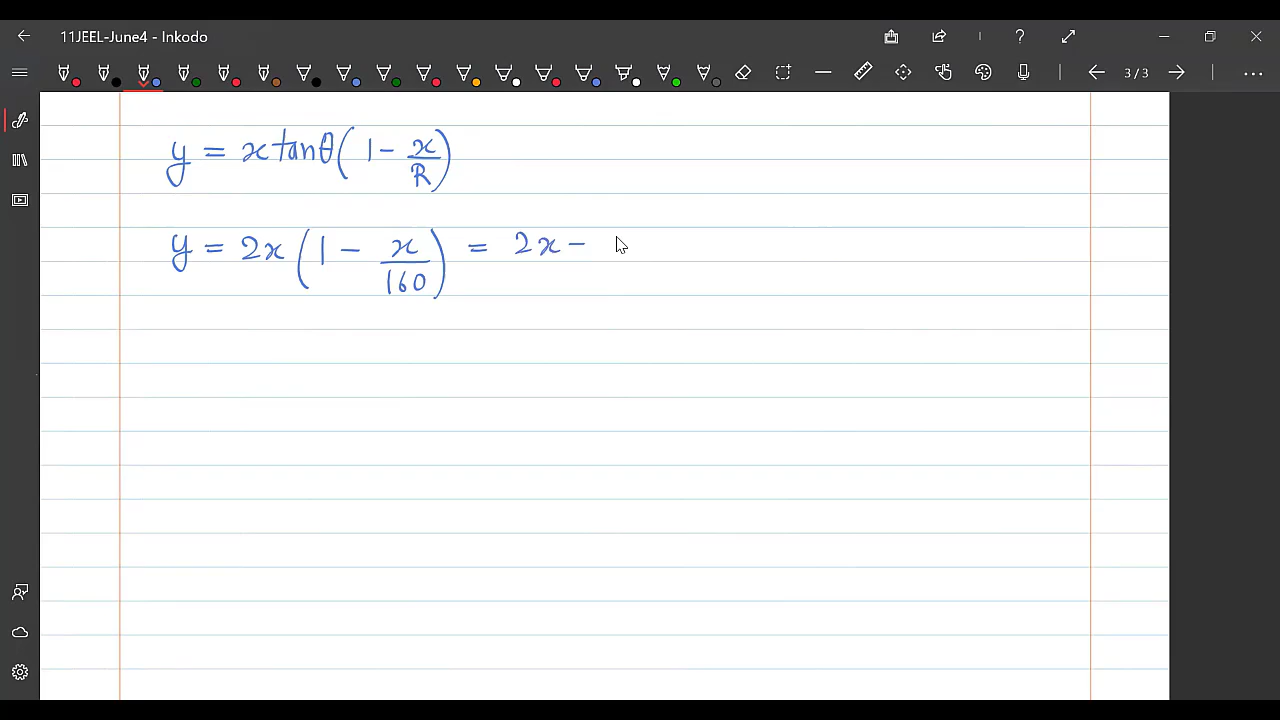 11JEEL-June4 - Inkodo
3/3
y = x tanθ(1 - x/R)
y = 2x(1 - x/160) = 2x -